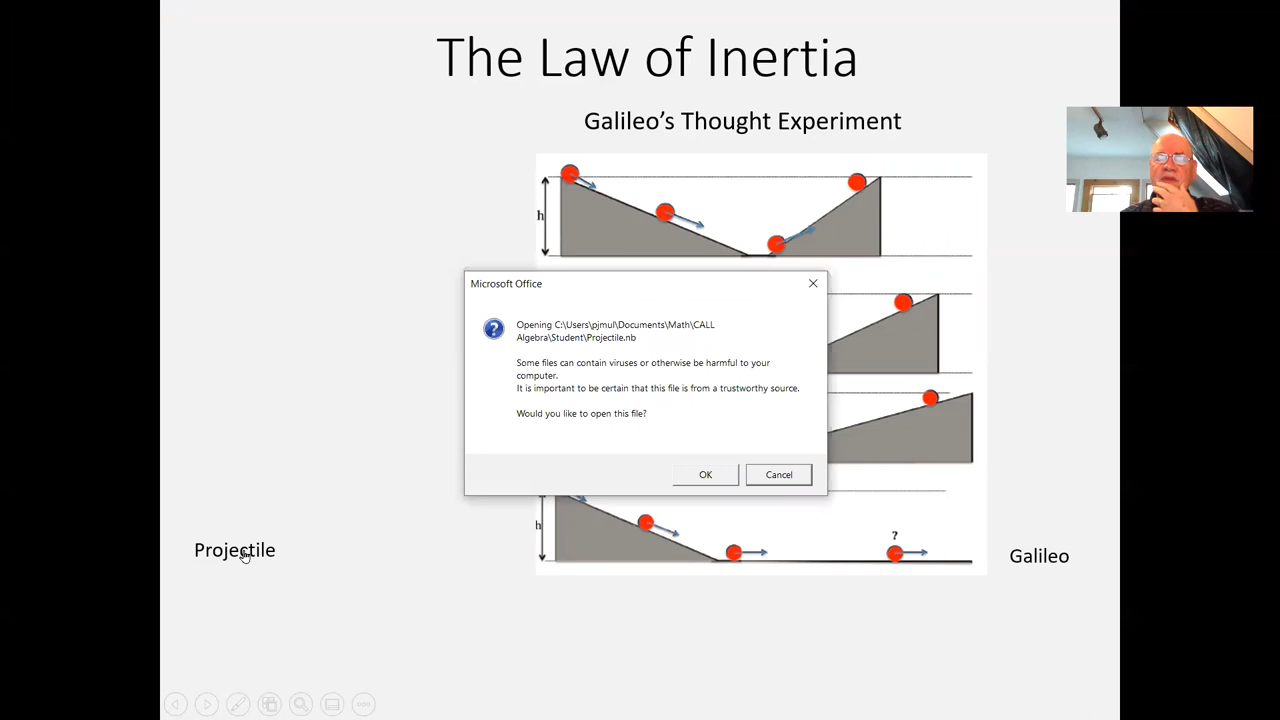 The Law of Inertia
Galileo's Thought Experiment
h
Microsoft Office
Opening C:\Users\pjmul\Documents\Math\CALL
Algebra\Student\Projectile.nb
Some files can contain viruses or otherwise be harmful to your
computer.
It is important to be certain that this file is from a trustworthy source.
Would you like to open this file?
OK Cancel
h
?
Projectile
Galileo